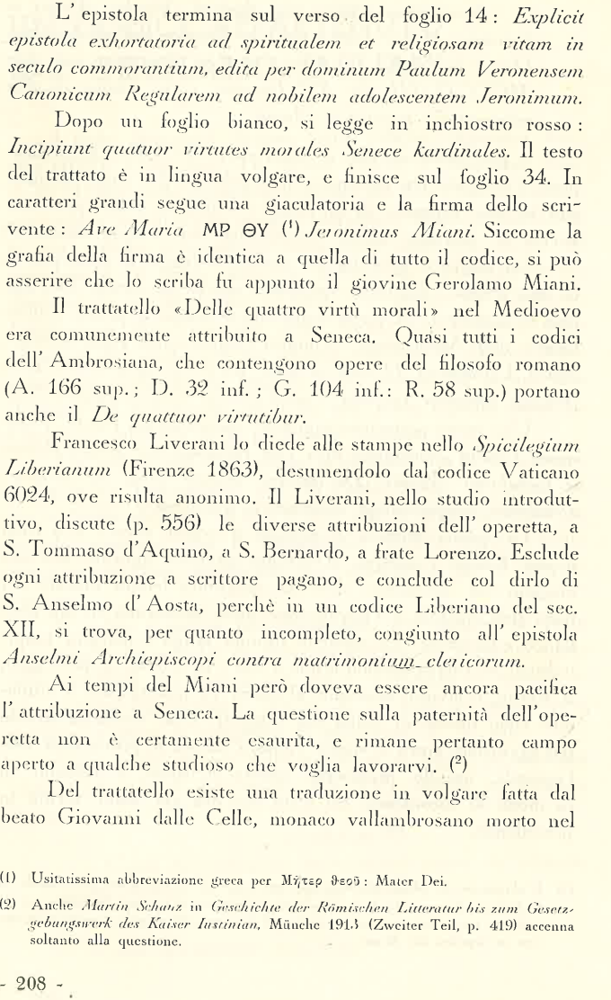 L' epistola termina sul verso del foglio 14 : Explicit
epistola exhortatoria ad spiritualem et religiosam vitam in
seculo commorantium, edita per dominum Paulum Veronensem
Canonicum Regularem ad nobilem adolescentem Jeronimum.
Dopo un foglio bianco, si legge in inchiostro rosso :
Incipiunt quatuor virtutes morales Senece kardinales. Il testo
del trattato è in lingua volgare, e finisce sul foglio 34. In
caratteri grandi segue una giaculatoria e la firma dello scri-
vente : Ave Maria ΜΡ ΘΥ (¹) Jeronimus Miani. Siccome la
grafia della firma è identica a quella di tutto il codice, si può
asserire che lo scriba fu appunto il giovine Gerolamo Miani.
Il trattatello «Delle quattro virtù morali» nel Medioevo
era comunemente attribuito a Seneca. Quasi tutti i codici
dell' Ambrosiana, che contengono opere del filosofo romano
(A. 166 sup. ; D. 32 inf. ; G. 104 inf.: R. 58 sup.) portano
anche il De quattuor virtutibur.
Francesco Liverani lo diede alle stampe nello Spicilegium
Liberianum (Firenze 1863), desumendolo dal codice Vaticano
6024, ove risulta anonimo. Il Liverani, nello studio introdut-
tivo, discute (p. 556) le diverse attribuzioni dell' operetta, a
S. Tommaso d'Aquino, a S. Bernardo, a frate Lorenzo. Esclude
ogni attribuzione a scrittore pagano, e conclude col dirlo di
S. Anselmo d' Aosta, perchè in un codice Liberiano del sec.
XII, si trova, per quanto incompleto, congiunto all' epistola
Anselmi Archiepiscopi contra matrimonium clericorum.
Ai tempi del Miani però doveva essere ancora pacifica
l' attribuzione a Seneca. La questione sulla paternità dell'ope-
retta non è certamente esaurita, e rimane pertanto campo
aperto a qualche studioso che voglia lavorarvi. (²)
Del trattatello esiste una traduzione in volgare fatta dal
beato Giovanni dalle Celle, monaco vallambrosano morto nel
(1) Usitatissima abbreviazione greca per Μῆτερ ϑεοῦ : Mater Dei.
(2) Anche Martin Schanz in Geschichte der Römischen Litteratur bis zum Gesetz-
gebungswerk des Kaiser Iustinian, Münche 1913 (Zweiter Teil, p. 419) accenna
soltanto alla questione.
- 208 -